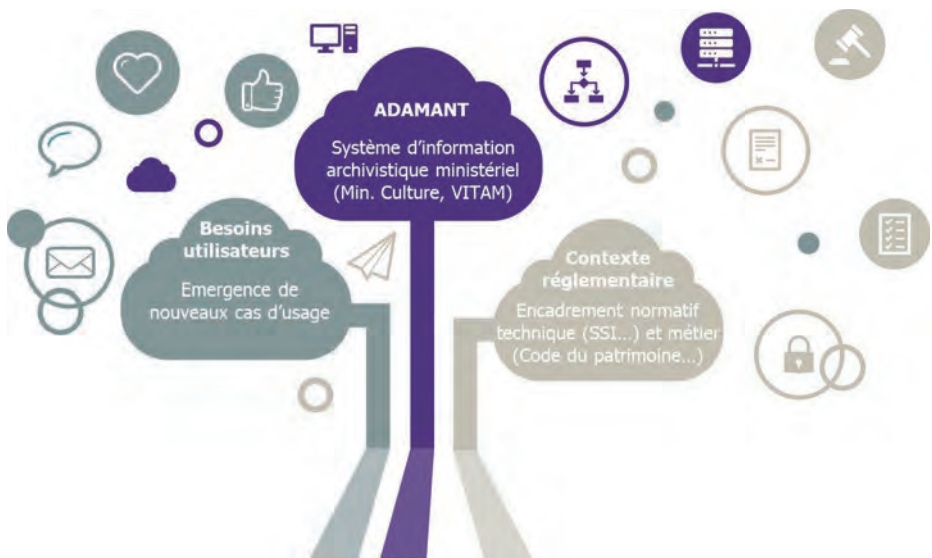 ADAMANT
Système d'information
archivistique ministériel
(Min. Culture, VITAM)
Besoins
utilisateurs
Emergence de
nouveaux cas d'usage
Contexte
réglementaire
Encadrement normatif
technique (SSI...) et métier
(Code du patrimoine...)